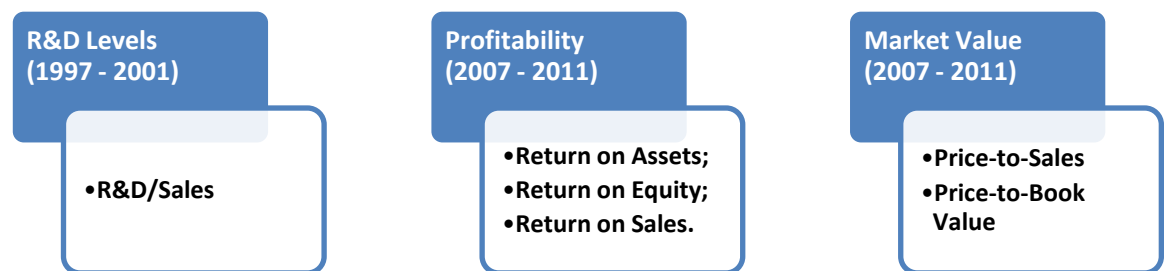 R&D Levels
(1997 - 2001)
•R&D/Sales
Profitability
(2007 - 2011)
•Return on Assets;
•Return on Equity;
•Return on Sales.
Market Value
(2007 - 2011)
•Price-to-Sales
•Price-to-Book
Value